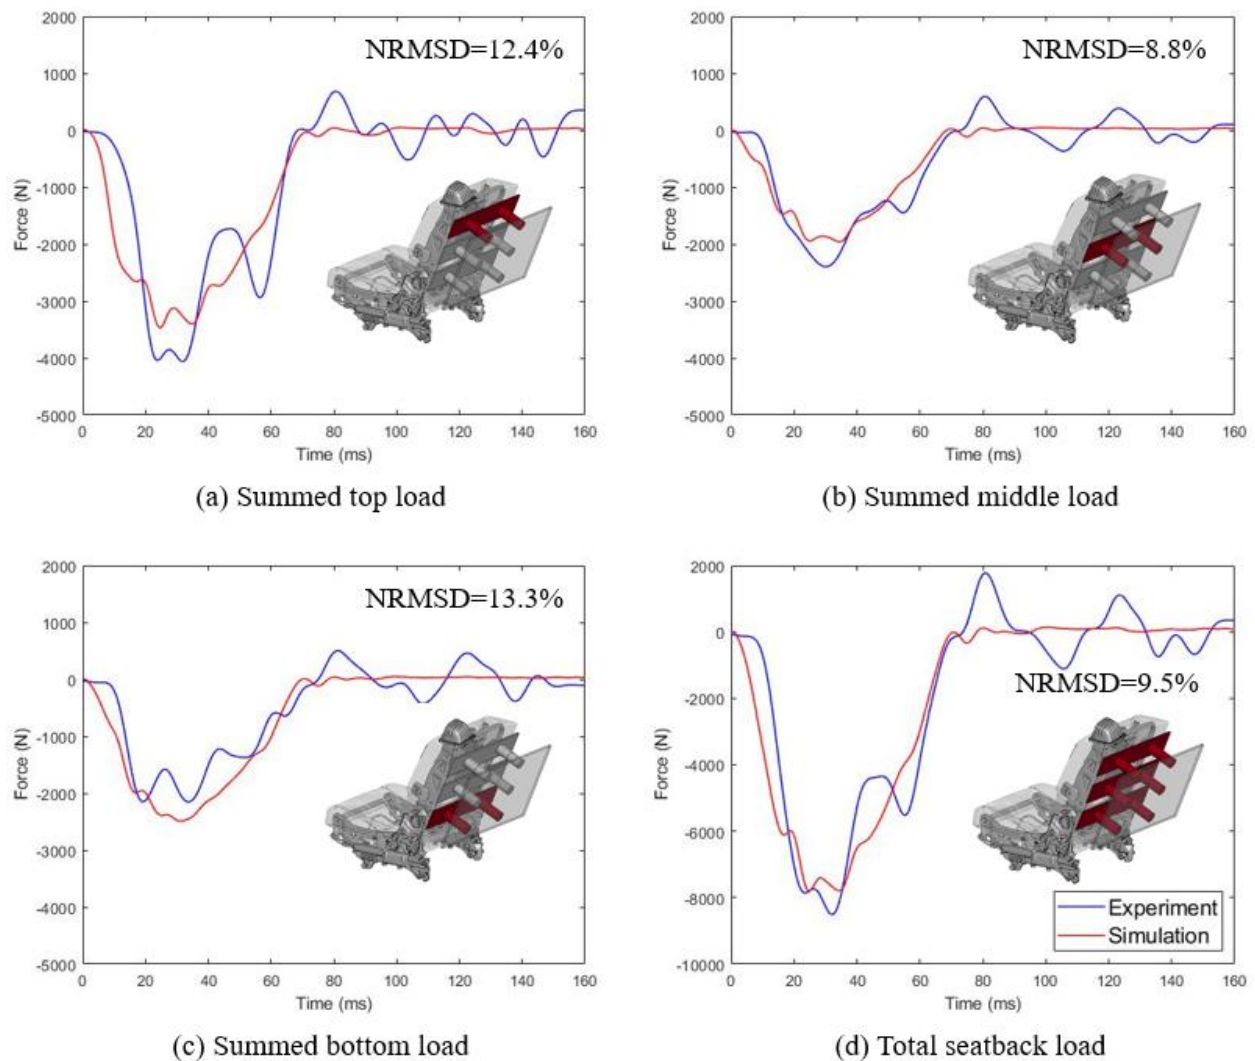 2000
NRMSD=12.4%
1000
0
-1000
Force (N)
-2000
-3000
-4000
-5000
0 20 40 60 80 100 120 140 160
Time (ms)
(a) Summed top load
2000
NRMSD=8.8%
1000
0
-1000
Force (N)
-2000
-3000
-4000
-5000
0 20 40 60 80 100 120 140 160
Time (ms)
(b) Summed middle load
2000
NRMSD=13.3%
1000
0
-1000
Force (N)
-2000
-3000
-4000
-5000
0 20 40 60 80 100 120 140 160
Time (ms)
(c) Summed bottom load
2000
0
NRMSD=9.5%
-2000
-4000
Force (N)
-6000
-8000
Experiment
Simulation
-10000
0 20 40 60 80 100 120 140 160
Time (ms)
(d) Total seatback load